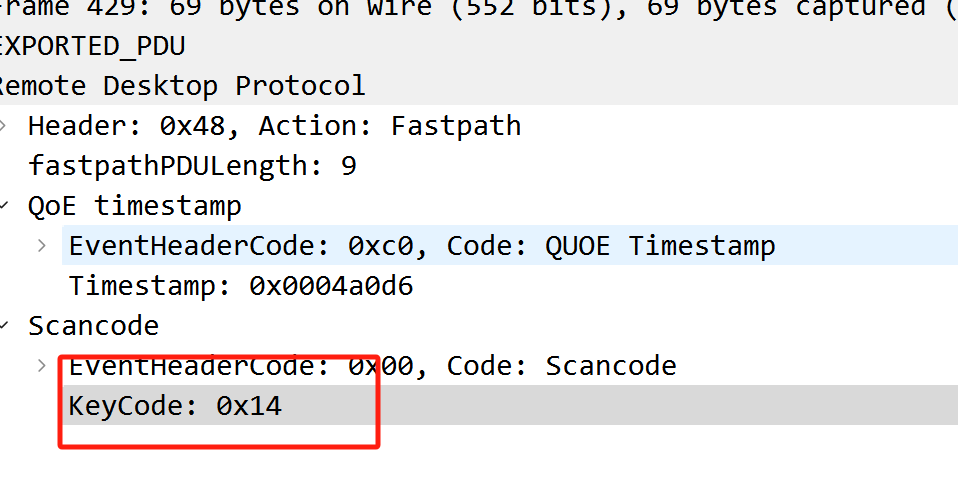 Frame 429: 69 bytes on wire (552 bits), 69 bytes captured (
EXPORTED_PDU
Remote Desktop Protocol
Header: 0x48, Action: Fastpath
fastpathPDULength: 9
QoE timestamp
EventHeaderCode: 0xc0, Code: QUOE Timestamp
Timestamp: 0x0004a0d6
Scancode
EventHeaderCode: 0x00, Code: Scancode
KeyCode: 0x14